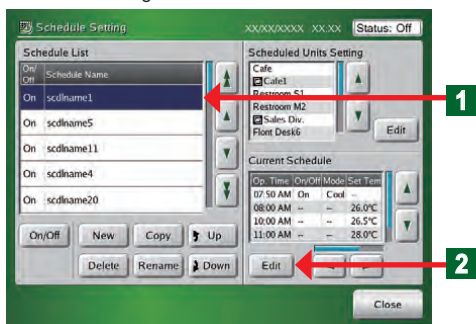 Schedule Setting
XX/XX/XXXX XX:XX
Status: Off
Schedule List
On/Off Schedule Name
On scdlname1
On scdlname5
On scdlname11
On scdlname4
On scdlname20
On/Off New Copy Up
Delete Rename Down
Scheduled Units Setting
Cafe
Cafe1
Restroom S1
Restroom M2
Sales Div.
Flont Desk6
Edit
Current Schedule
Op. Time On/Off Mode Set Tem
07:50 AM On Cool --
08:00 AM -- -- 26.0°C
10:00 AM -- -- 26.5°C
11:00 AM -- -- 28.0°C
Edit
Close
1
2